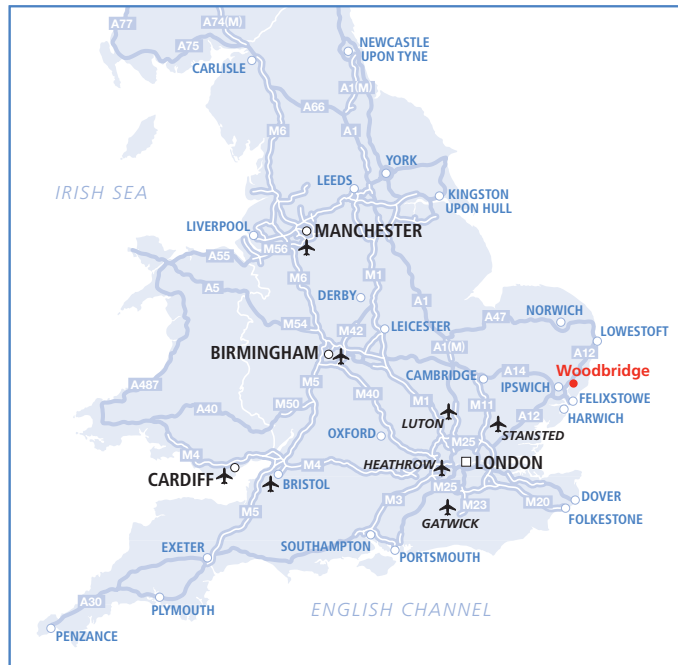 A77
A74(M)
A75
NEWCASTLE
UPON TYNE
CARLISLE
A1(M)
A66
M6
A1
YORK
LEEDS
IRISH SEA
KINGSTON
UPON HULL
LIVERPOOL
MANCHESTER
M56
A55
M6
M1
A5
DERBY
A1
NORWICH
A47
M54
M42
LEICESTER
LOWESTOFT
A1(M)
A12
BIRMINGHAM
Woodbridge
A14
CAMBRIDGE
IPSWICH
A487
M5
M40
M1
FELIXSTOWE
M50
M11
A40
A12
HARWICH
LUTON
OXFORD
STANSTED
M25
M4
HEATHROW
LONDON
M4
CARDIFF
BRISTOL
M25
M3
DOVER
M20
M23
M5
FOLKESTONE
GATWICK
SOUTHAMPTON
EXETER
PORTSMOUTH
A30
PLYMOUTH
ENGLISH CHANNEL
PENZANCE